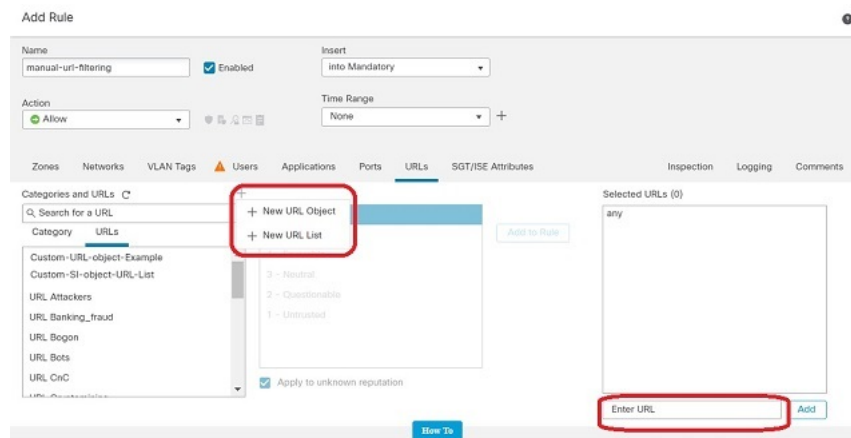 Add Rule
Name
manual-url-filtering
Enabled
Insert
into Mandatory
Action
Allow
Time Range
None
Zones Networks VLAN Tags Users Applications Ports URLs SGT/ISE Attributes Inspection Logging Comments
Categories and URLs
Search for a URL
Category URLs
Custom-URL-object-Example
Custom-SI-object-URL-List
URL Attackers
URL Banking_fraud
URL Bogon
URL Bots
URL CnC
+ New URL Object
+ New URL List
3 - Neutral
2 - Questionable
1 - Untrusted
Apply to unknown reputation
Add to Rule
Selected URLs (0)
any
Enter URL
Add
How To